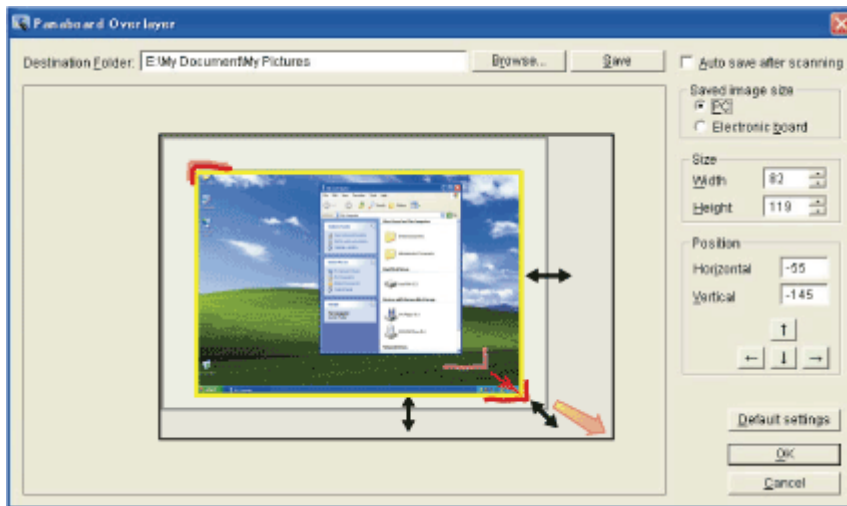 Panaboard Overlayer
Destination Folder: E:\My Document\My Pictures Browse... Save
Auto save after scanning
Saved image size
PC
Electronic board
Size
Width 82
Height 119
Position
Horizontal -55
Vertical -145
Default settings
OK
Cancel